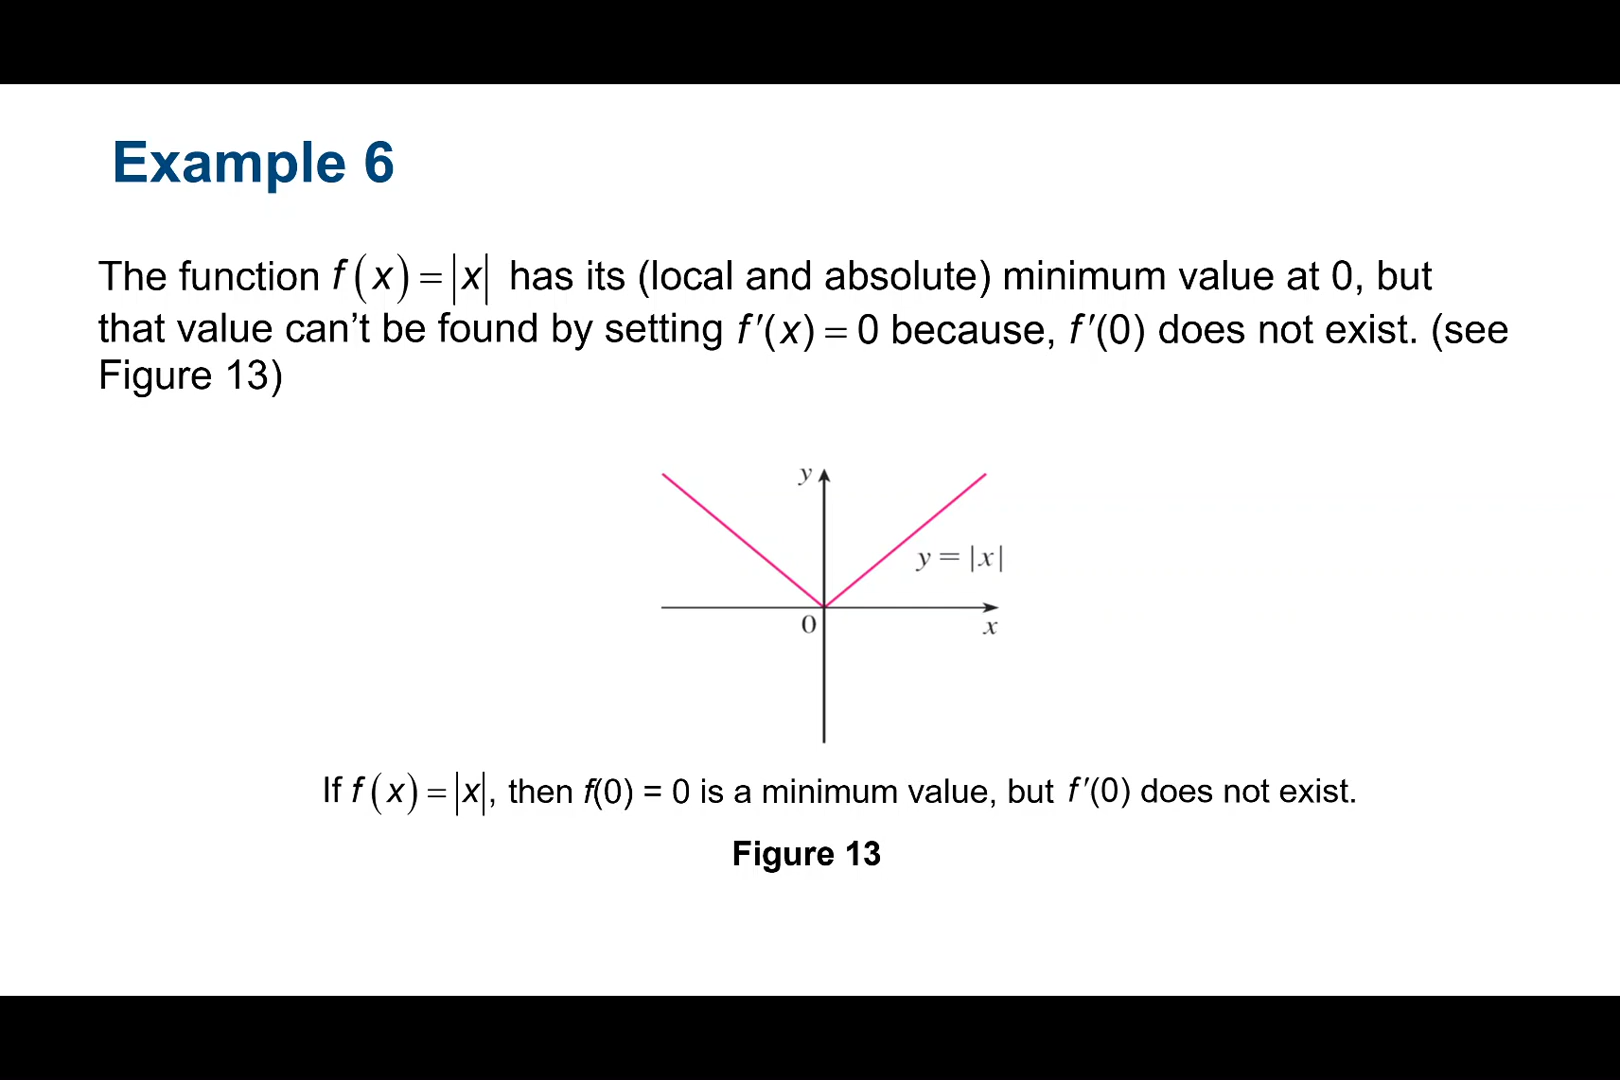 Example 6
The function f(x) = |x| has its (local and absolute) minimum value at 0, but
that value can’t be found by setting f′(x) = 0 because, f′(0) does not exist. (see
Figure 13)
y
y = |x|
0
x
If f(x) = |x|, then f(0) = 0 is a minimum value, but f′(0) does not exist.
Figure 13